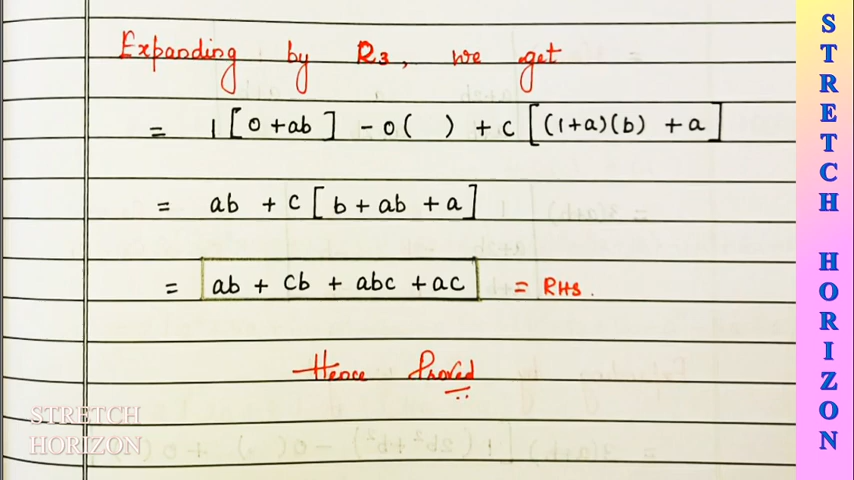 Expanding by R3, we get
= 1 [ 0 + ab ] - 0( ) + c [ (1+a)(b) + a ]
= ab + c [ b + ab + a ]
= ab + cb + abc + ac = RHS.
Hence Proved
STRETCH
HORIZON
STRETCH HORIZON